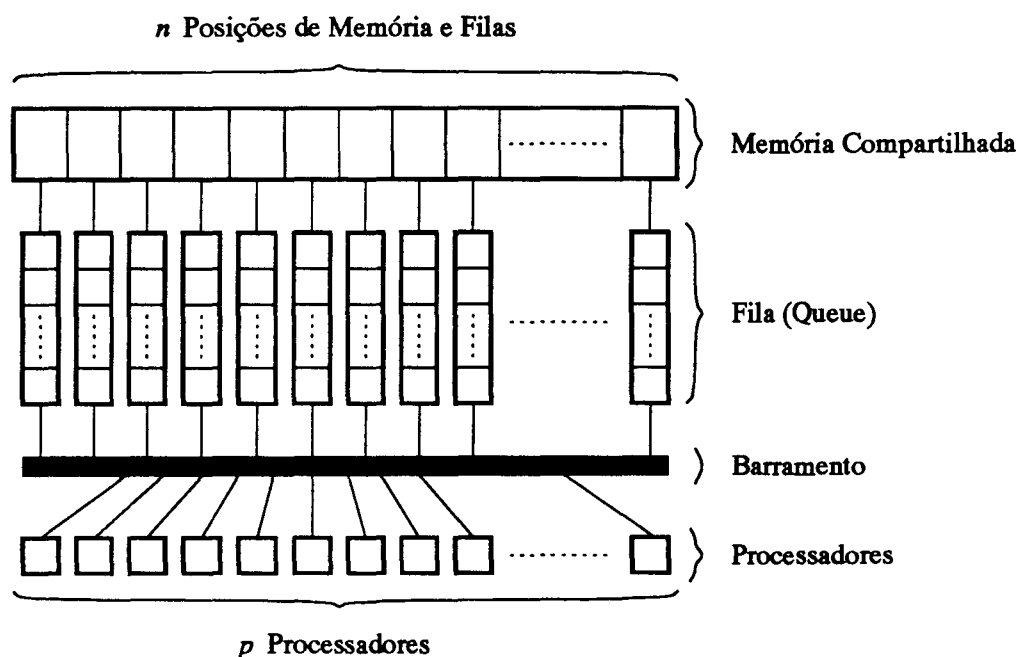 n Posições de Memória e Filas
Memória Compartilhada
Fila (Queue)
Barramento
Processadores
p Processadores